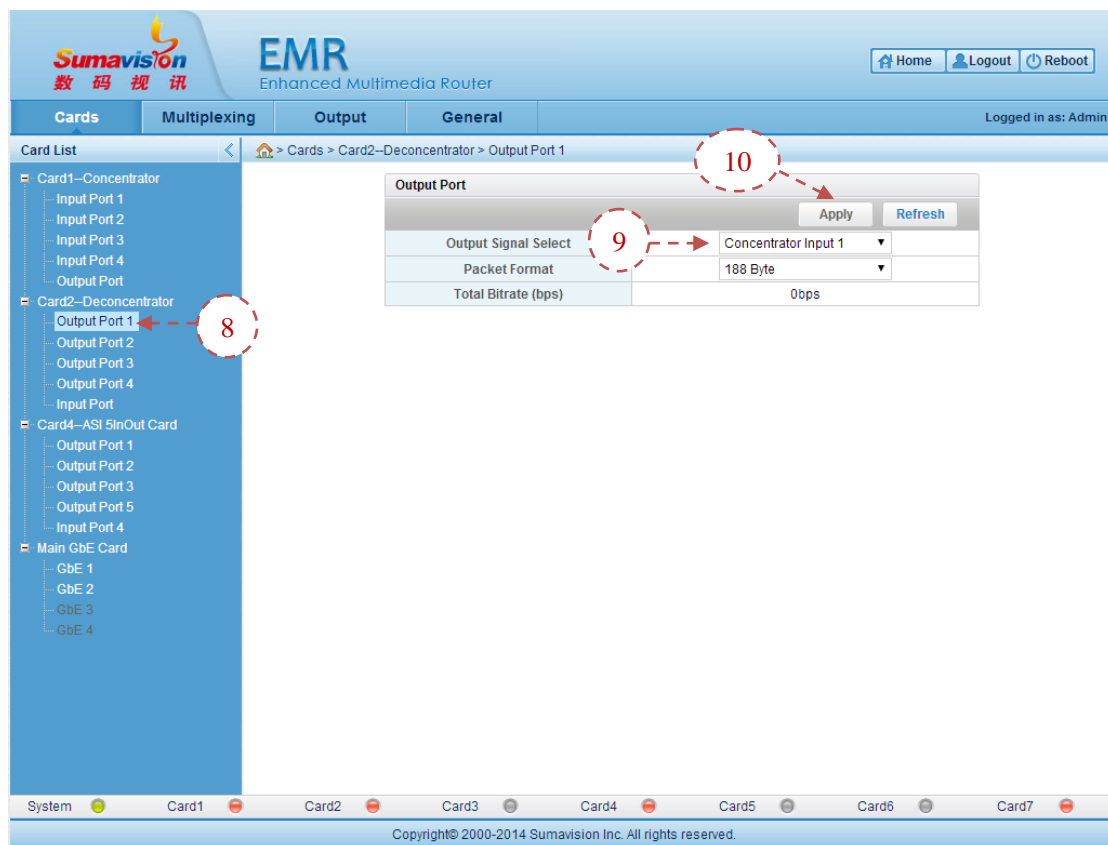 Sumavision
数 码 视 讯
EMR
Enhanced Multimedia Router
Home
Logout
Reboot
Cards
Multiplexing
Output
General
Logged in as: Admin
Card List
> Cards > Card2--Deconcentrator > Output Port 1
Card1--Concentrator
Input Port 1
Input Port 2
Input Port 3
Input Port 4
Output Port
Card2--Deconcentrator
Output Port 1
Output Port 2
Output Port 3
Output Port 4
Input Port
Card4--ASI 5InOut Card
Output Port 1
Output Port 2
Output Port 3
Output Port 5
Input Port 4
Main GbE Card
GbE 1
GbE 2
GbE 3
GbE 4
8
Output Port
10
Apply
Refresh
Output Signal Select
9
Concentrator Input 1
Packet Format
188 Byte
Total Bitrate (bps)
0bps
System
Card1
Card2
Card3
Card4
Card5
Card6
Card7
Copyright© 2000-2014 Sumavision Inc. All rights reserved.